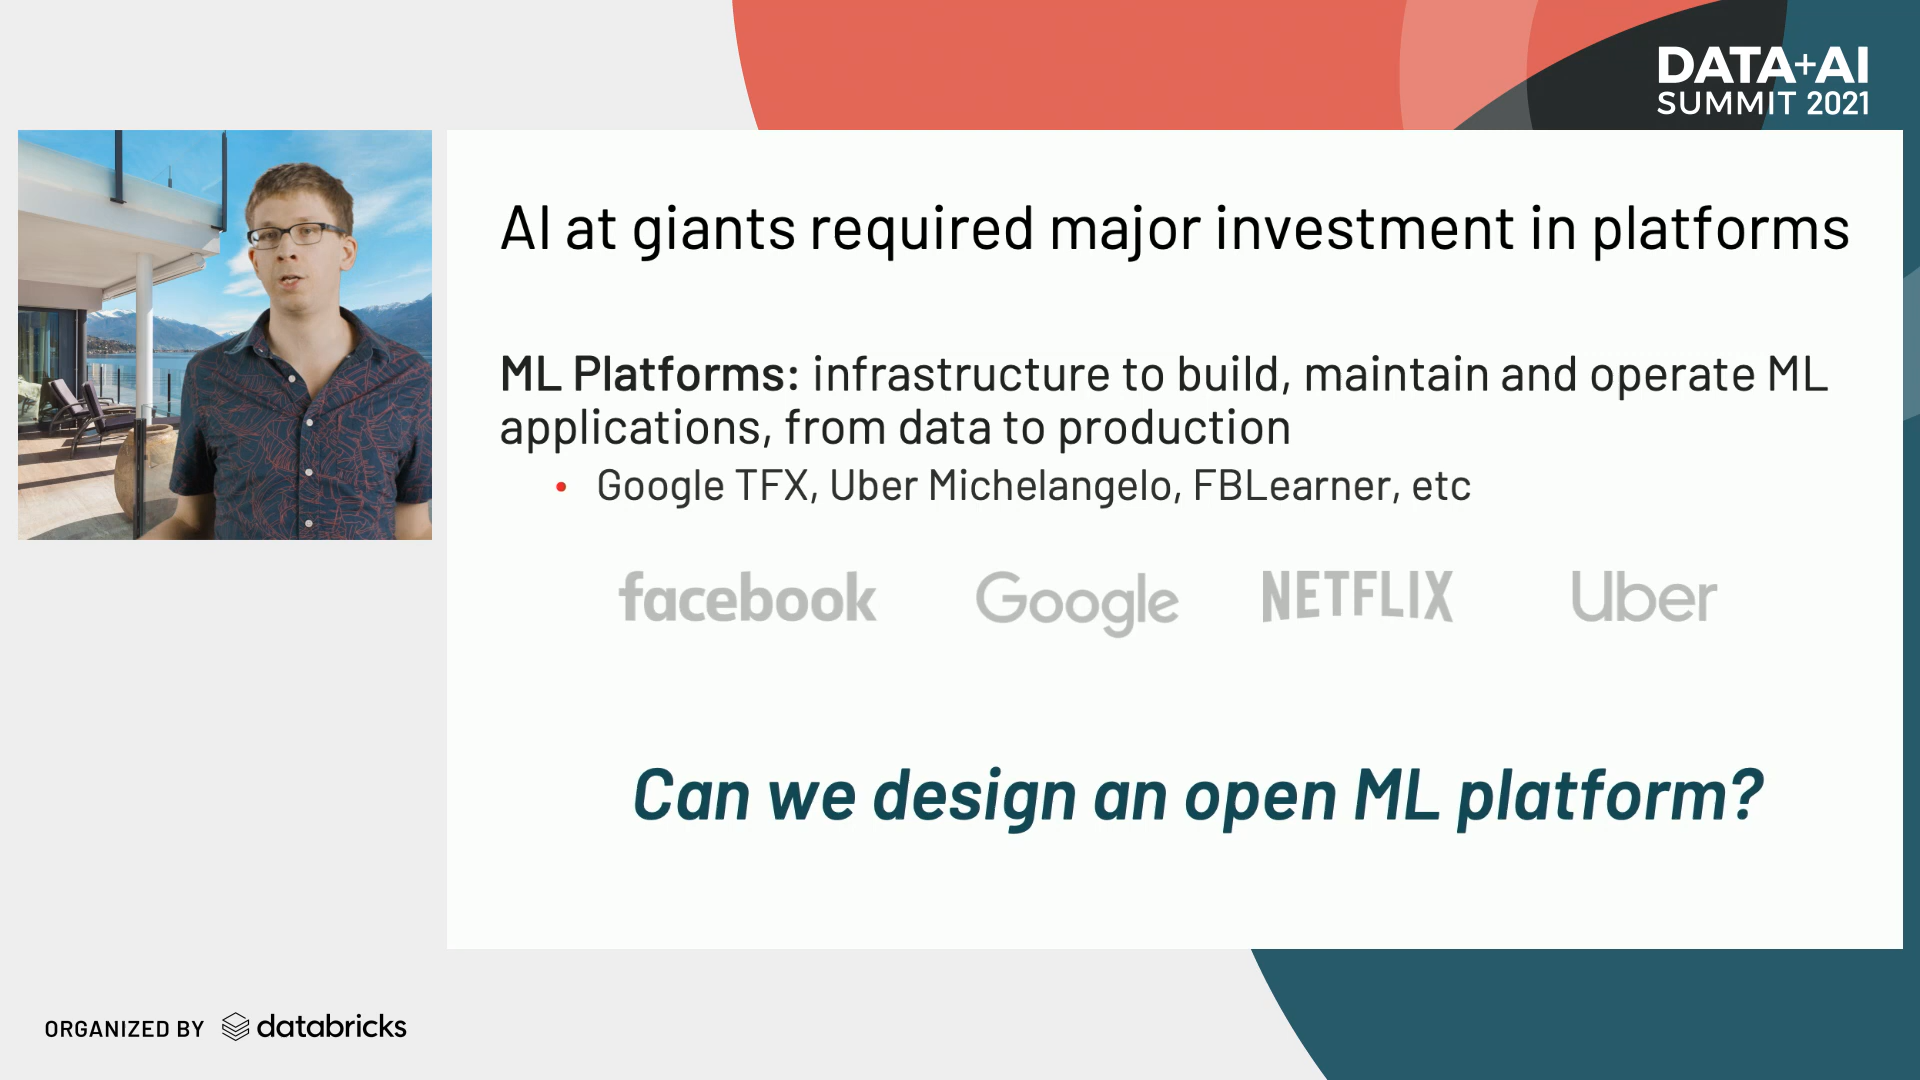 DATA+AI
SUMMIT 2021
AI at giants required major investment in platforms
ML Platforms: infrastructure to build, maintain and operate ML
applications, from data to production
• Google TFX, Uber Michelangelo, FBLearner, etc
facebook Google NETFLIX Uber
Can we design an open ML platform?
ORGANIZED BY databricks